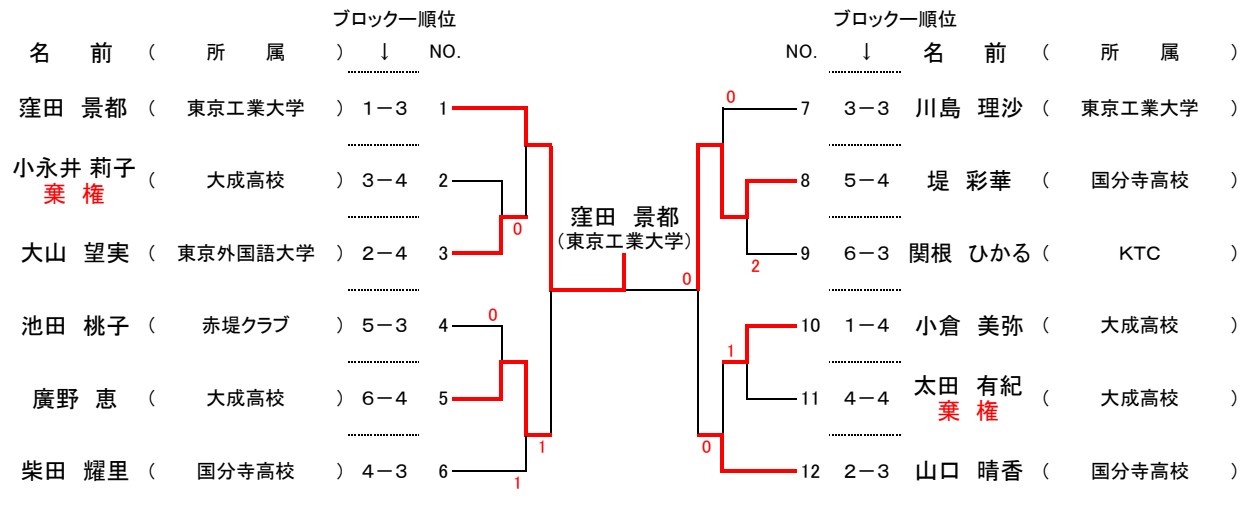 ブロックー順位 ブロックー順位
名 前 （ 所 属 ） ↓ NO. NO. ↓ 名 前 （ 所 属 ）
窪田 景都 （ 東京工業大学 ） 1－3 1 0 7 3－3 川島 理沙 （ 東京工業大学 ）
小永井 莉子
棄 権
（ 大成高校 ） 3－4 2 8 5－4 堤 彩華 （ 国分寺高校 ）
窪田 景都
（東京工業大学）
0
大山 望実 （ 東京外国語大学 ） 2－4 3 2 9 6－3 関根 ひかる （ KTC ）
0
池田 桃子 （ 赤堤クラブ ） 5－3 4 0 10 1－4 小倉 美弥 （ 大成高校 ）
1
廣野 恵 （ 大成高校 ） 6－4 5 11 4－4 太田 有紀 （ 大成高校 ）
棄 権
1 0
柴田 耀里 （ 国分寺高校 ） 4－3 6 1 12 2－3 山口 晴香 （ 国分寺高校 ）